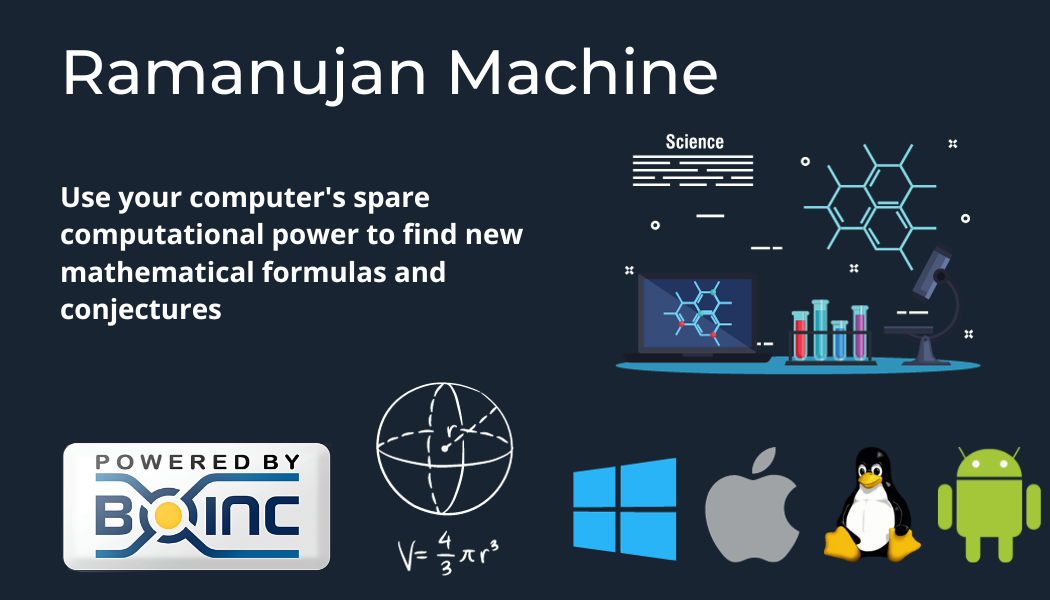 Ramanujan Machine
Science
Use your computer's spare
computational power to find new
mathematical formulas and
conjectures
r
POWERED BY
BOINC
V= 4/3 πr³